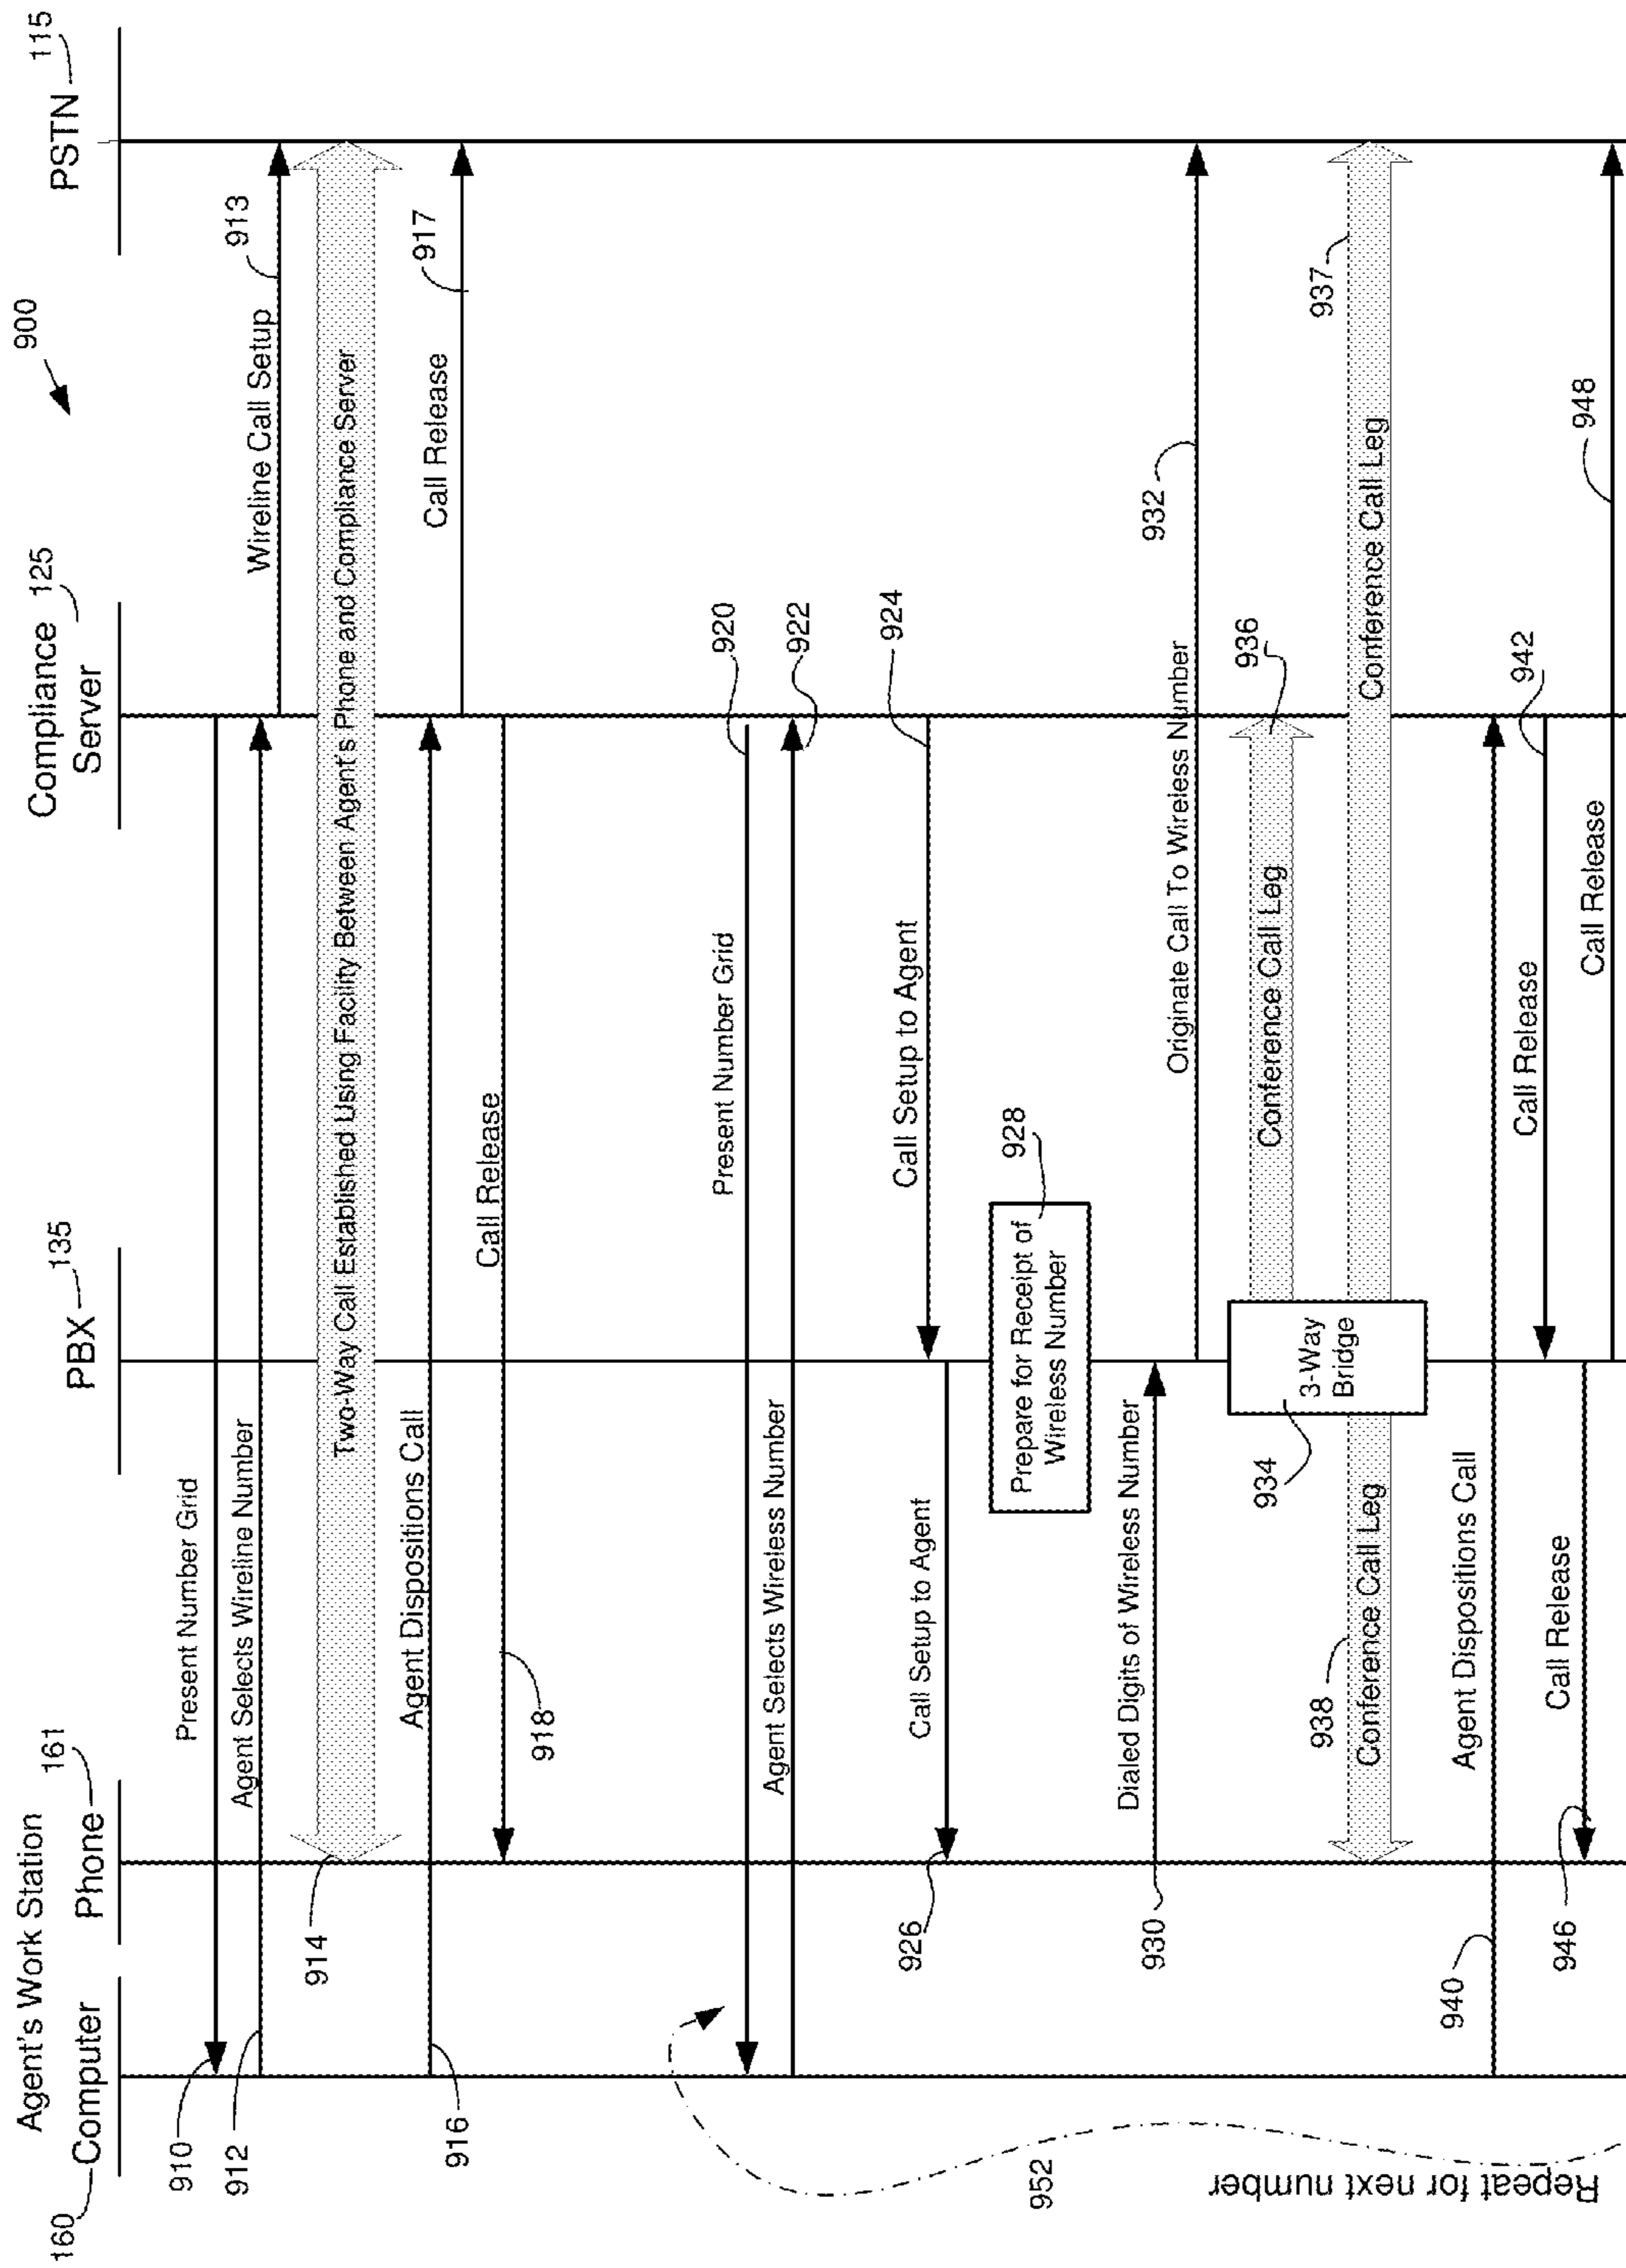 900
Agent's Work Station
160
Computer
Phone
161
PBX
135
Compliance
Server
125
PSTN
115
910
Present Number Grid
912
Agent Selects Wireline Number
Wireline Call Setup
913
914
Two-Way Call Established Using Facility Between Agent's Phone and Compliance Server
916
Agent Dispositions Call
Call Release
917
918
Call Release
Present Number Grid
920
Agent Selects Wireless Number
922
Call Setup to Agent
924
926
Call Setup to Agent
Prepare for Receipt of
Wireless Number
928
930
Dialed Digits of Wireless Number
Originate Call To Wireless Number
932
934
3-Way
Bridge
Conference Call Leg
936
938
Conference Call Leg
Conference Call Leg
937
940
Agent Dispositions Call
Call Release
942
946
Call Release
Call Release
948
952
Repeat for next number